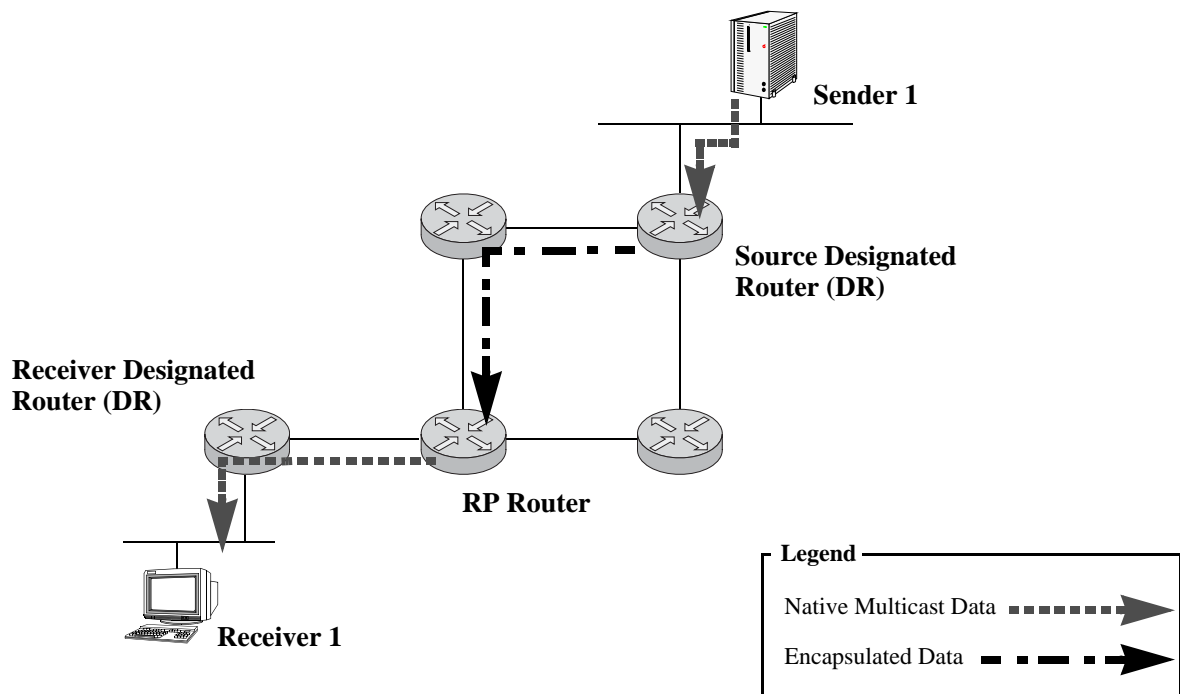 Sender 1
Source Designated
Router (DR)
Receiver Designated
Router (DR)
RP Router
Receiver 1
Legend
Native Multicast Data
Encapsulated Data